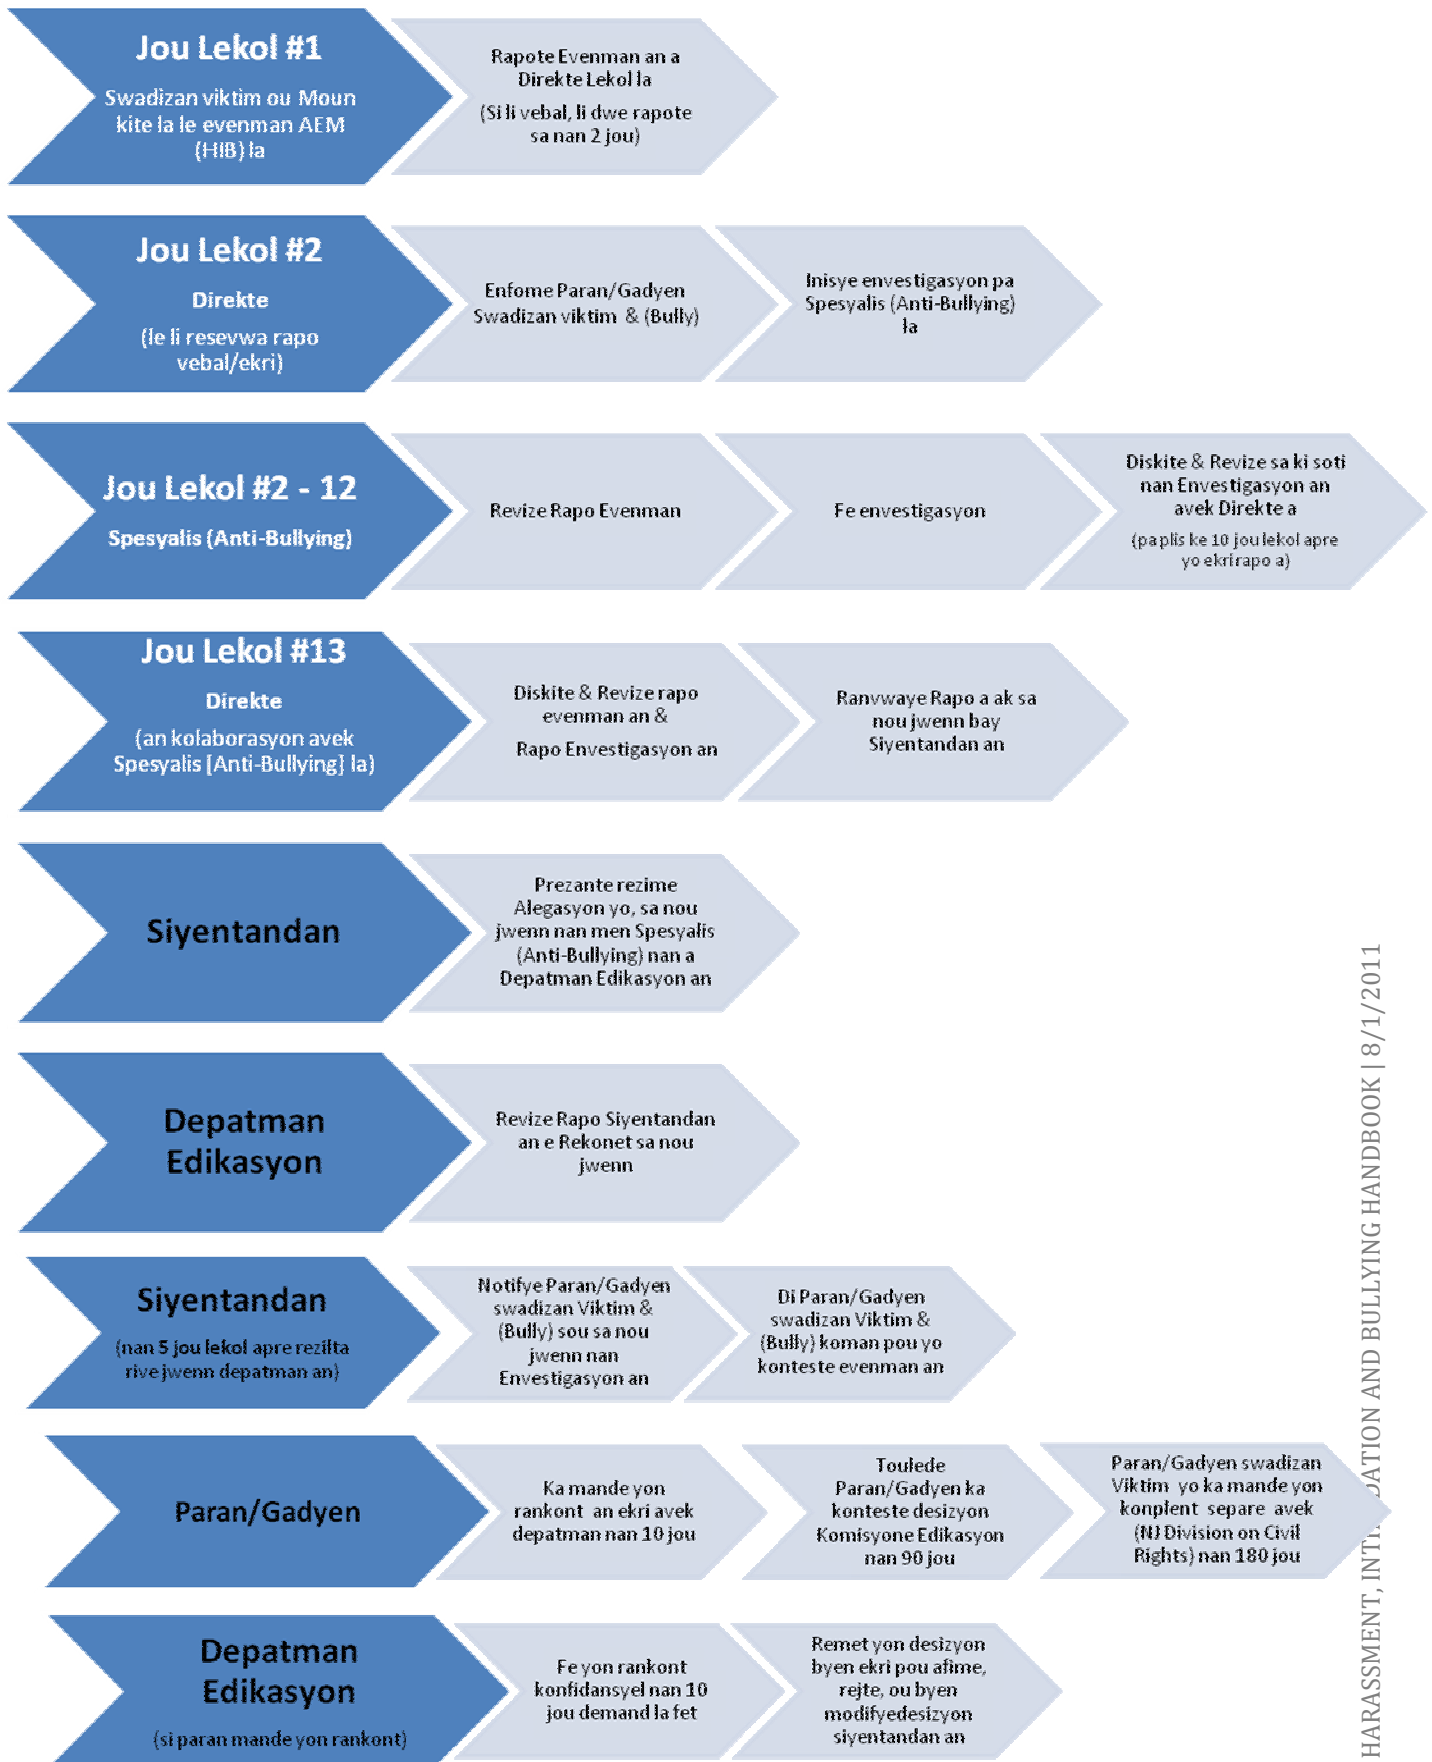 Jou Lekol #1
Swadizan viktim ou Moun
kite la le evenman AEM
(HIB) la
Rapote Evenman an a
Direkte Lekol la
(Si li vebal, li dwe rapote
sa nan 2 jou)
Jou Lekol #2
Direkte
(le li resevwa rapo
vebal/ekri)
Enfome Paran/Gadyen
Swadizan viktim & (Bully)
Inisye envestigasyon pa
Spesyalis (Anti-Bullying)
la
Jou Lekol #2 - 12
Spesyalis (Anti-Bullying)
Revize Rapo Evenman
Fe envestigasyon
Diskite & Revize sa ki soti
nan Envestigasyon an
avek Direkte a
(pa plis ke 10 jou lekol apre
yo ekri rapo a)
Jou Lekol #13
Direkte
(an kolaborasyon avek
Spesyalis [Anti-Bullying} la)
Diskite & Revize rapo
evenman an &
Rapo Envestigasyon an
Ranvwaye Rapo a ak sa
nou jwenn bay
Siyentandan an
Siyentandan
Prezante rezime
Alegasyon yo, sa nou
jwenn nan men Spesyalis
(Anti-Bullying) nan a
Depatman Edikasyon an
Depatman
Edikasyon
Revize Rapo Siyentandan
an e Rekonet sa nou
jwenn
Siyentandan
(nan 5 jou lekol apre rezilta
rive jwenn depatman an)
Notifye Paran/Gadyen
swadizan Viktim &
(Bully) sou sa nou
jwenn nan
Envestigasyon an
Di Paran/Gadyen
swadizan Viktim &
(Bully) koman pou yo
konteste evenman an
Paran/Gadyen
Ka mande yon
rankont an ekri avek
depatman nan 10 jou
Toulede
Paran/Gadyen ka
konteste desizyon
Komisyone Edikasyon
nan 90 jou
Paran/Gadyen swadizan
Viktim yo ka mande yon
konplent separe avek
(NJ Division on Civil
Rights) nan 180 jou
Depatman
Edikasyon
(si paran mande yon rankont)
Fe yon rankont
konfidansyel nan 10
jou demand la fet
Remet yon desizyon
byen ekri pou afime,
rejte, ou byen
modifyedesizyon
siyentandan an
HARASSMENT, INTI DATION AND BULLYING HANDBOOK | 8/1/2011